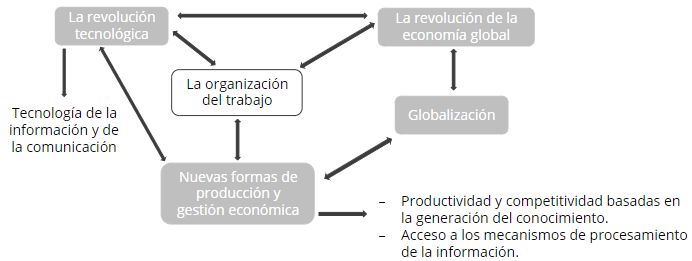 La revolución
tecnológica
La revolución de la
economía global
La organización
del trabajo
Tecnología de la
información y de
la comunicación
Globalización
Nuevas formas de
producción y
gestión económica
– Productividad y competitividad basadas en
la generación del conocimiento.
– Acceso a los mecanismos de procesamiento
de la información.